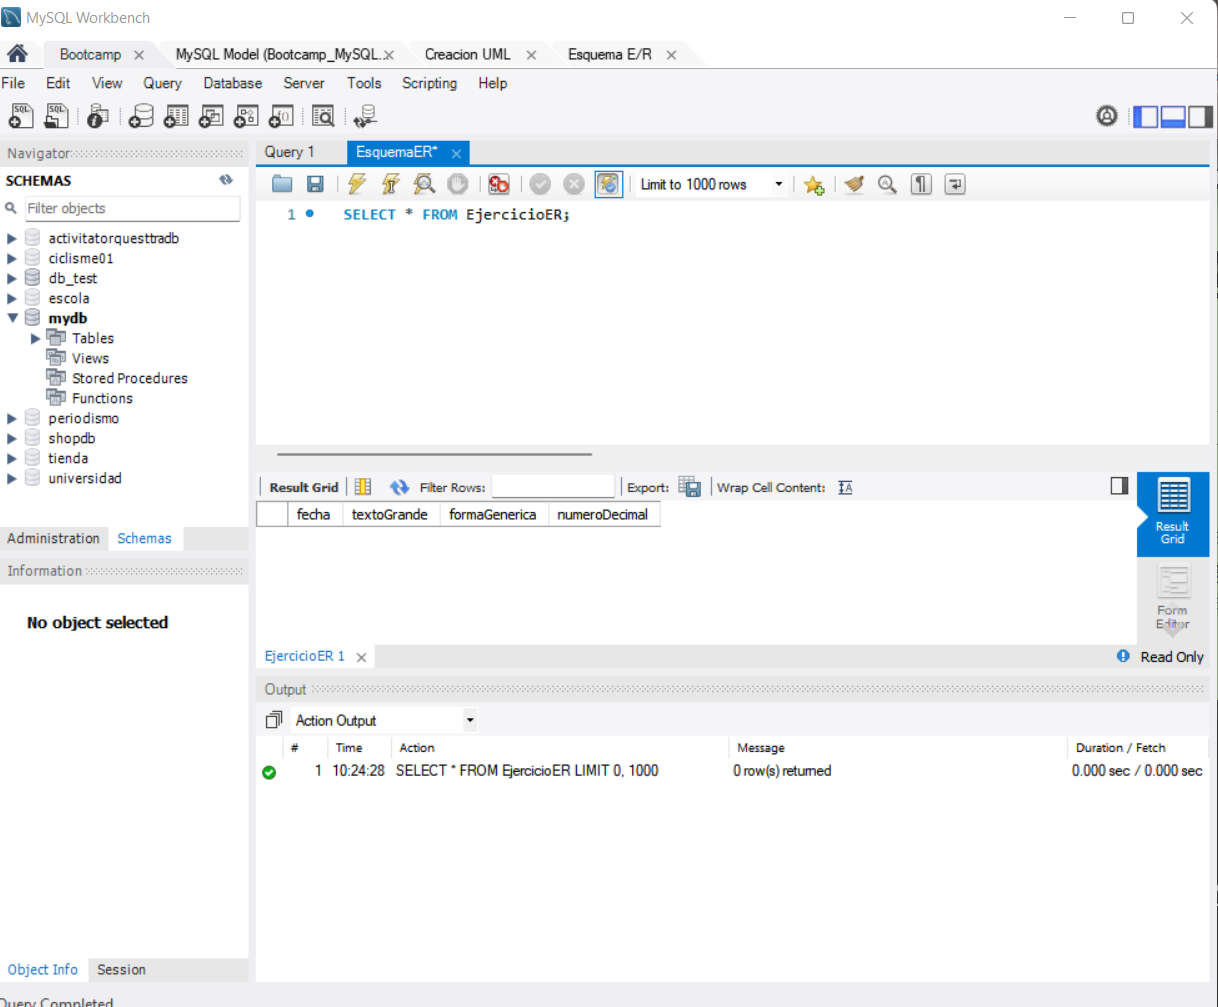 MySQL Workbench
Bootcamp
MySQL Model (Bootcamp_MySQL...
Creacion UML
Esquema E/R
File Edit View Query Database Server Tools Scripting Help
Navigator
SCHEMAS
Filter objects
activitatorquesttradb
ciclisme01
db_test
escola
mydb
Tables
Views
Stored Procedures
Functions
periodismo
shopdb
tienda
universidad
Administration Schemas
Information
No object selected
Object Info Session
Query Completed
Query 1 EsquemaER*
Limit to 1000 rows
1 SELECT * FROM EjercicioER;
Result Grid Filter Rows: Export: Wrap Cell Content:
fecha textoGrande formaGenerica numeroDecimal
Result
Grid
Form
Editor
EjercicioER 1
Read Only
Output
Action Output
# Time Action Message Duration / Fetch
1 10:24:28 SELECT * FROM EjercicioER LIMIT 0, 1000 0 row(s) returned 0.000 sec / 0.000 sec